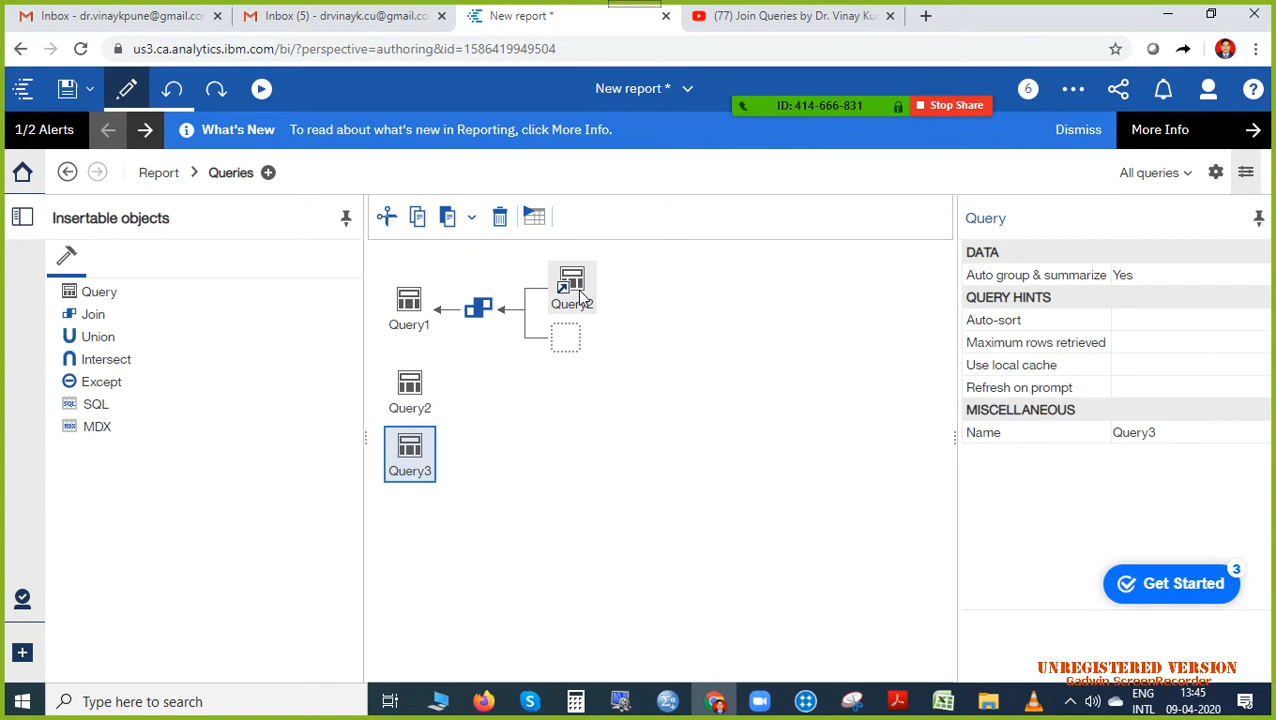 Inbox - dr.vinaykpune@gmail.co
Inbox (5) - drvinayk.cu@gmail.c
New report *
(77) Join Queries by Dr. Vinay Ku
us3.ca.analytics.ibm.com/bi/?perspective=authoring&id=1586419949504
New report *
6
ID: 414-666-831
Stop Share
1/2 Alerts
What's New
To read about what's new in Reporting, click More Info.
Dismiss
More Info
Report
Queries
All queries
Insertable objects
Query
Join
Union
Intersect
Except
SQL
MDX
Query1
Query2
Query2
Query3
Query
DATA
Auto group & summarize Yes
QUERY HINTS
Auto-sort
Maximum rows retrieved
Use local cache
Refresh on prompt
MISCELLANEOUS
Name Query3
Get Started
3
UNREGISTERED VERSION
Gadwin ScreenRecorder
Type here to search
ENG
INTL
13:45
09-04-2020